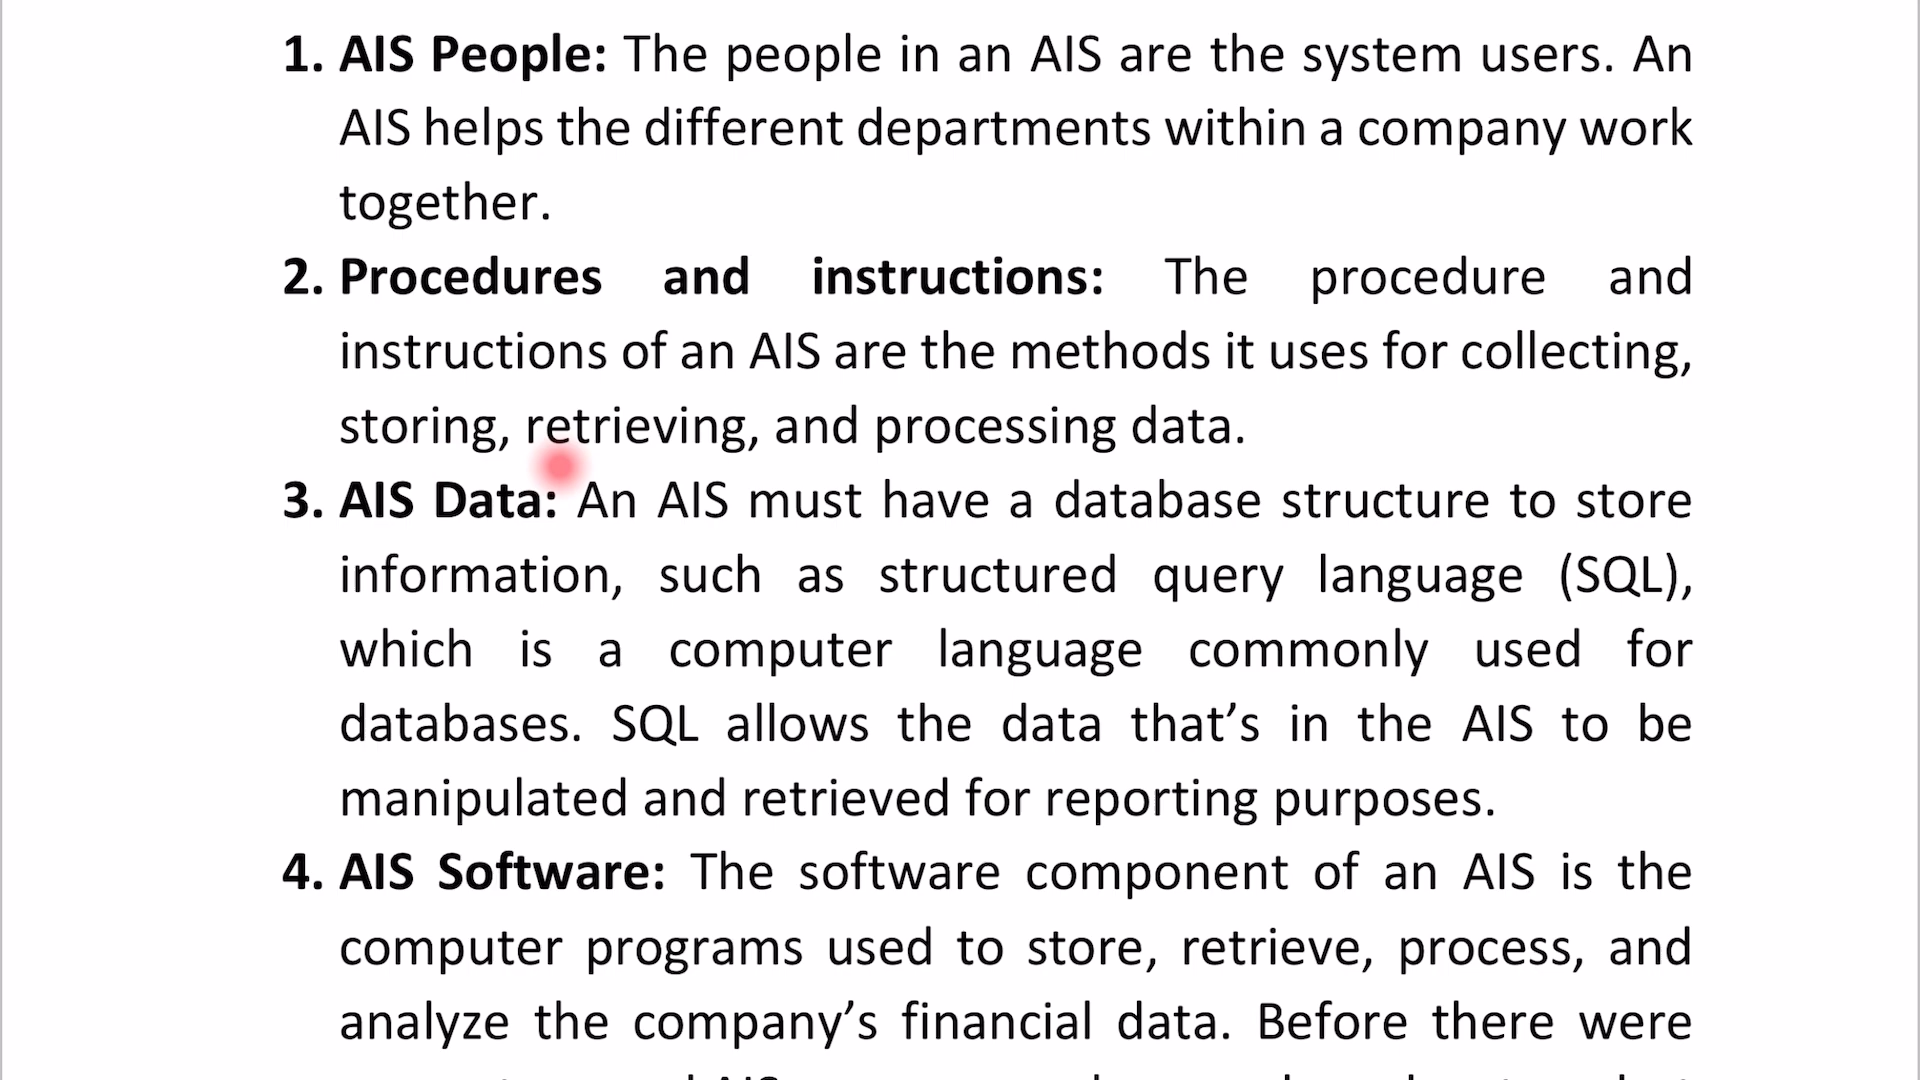 1. AIS People: The people in an AIS are the system users. An
AIS helps the different departments within a company work
together.
2. Procedures and instructions: The procedure and
instructions of an AIS are the methods it uses for collecting,
storing, retrieving, and processing data.
3. AIS Data: An AIS must have a database structure to store
information, such as structured query language (SQL),
which is a computer language commonly used for
databases. SQL allows the data that’s in the AIS to be
manipulated and retrieved for reporting purposes.
4. AIS Software: The software component of an AIS is the
computer programs used to store, retrieve, process, and
analyze the company’s financial data. Before there were